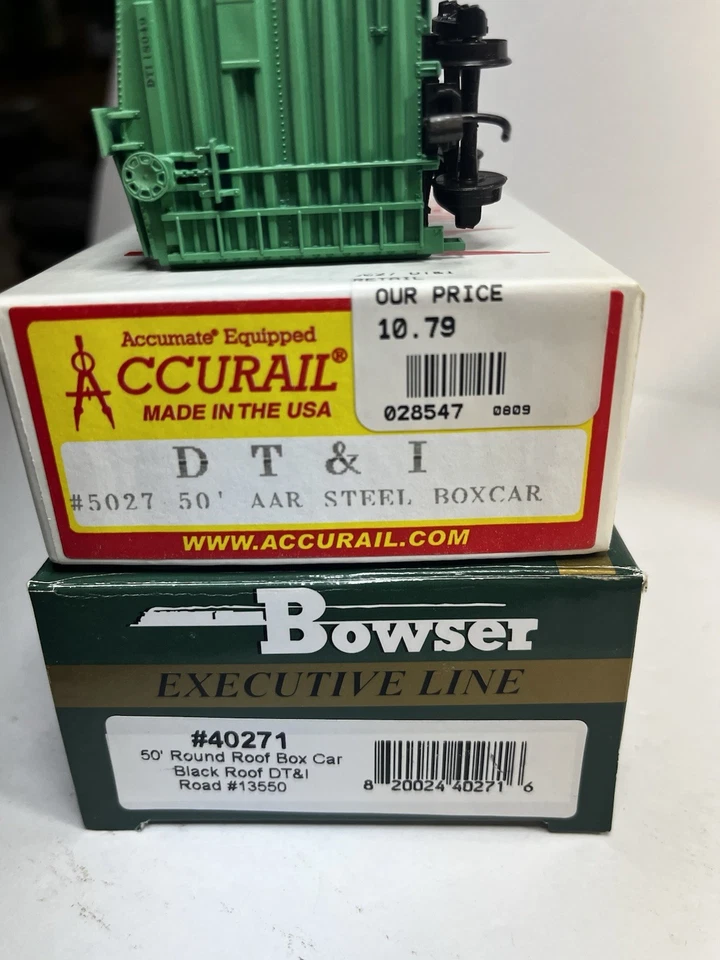 DTI 18049
OUR PRICE
10.79
028547 0809
Accumate® Equipped
ACCURAIL®
MADE IN THE USA
D T & I
#5027 50' AAR STEEL BOXCAR
WWW.ACCURAIL.COM
Bowser
EXECUTIVE LINE
#40271
50' Round Roof Box Car
Black Roof DT&I
Road #13550
8 20024 40271 6